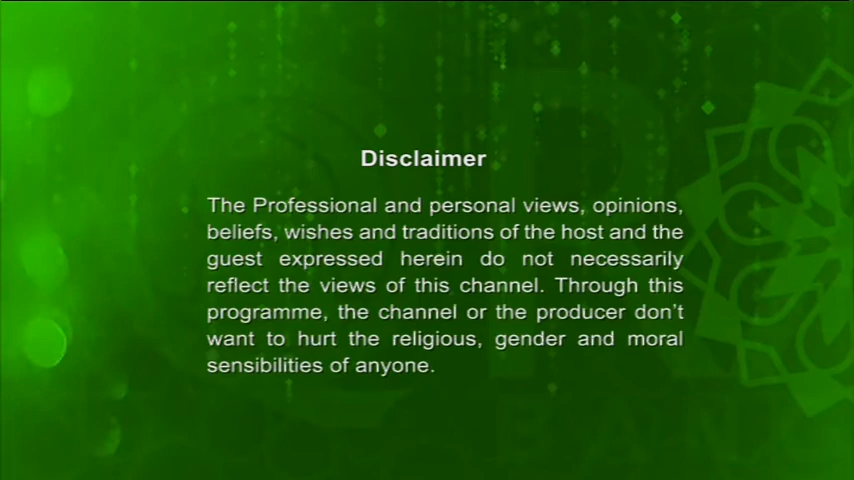 Disclaimer
The Professional and personal views, opinions,
beliefs, wishes and traditions of the host and the
guest expressed herein do not necessarily
reflect the views of this channel. Through this
programme, the channel or the producer don't
want to hurt the religious, gender and moral
sensibilities of anyone.